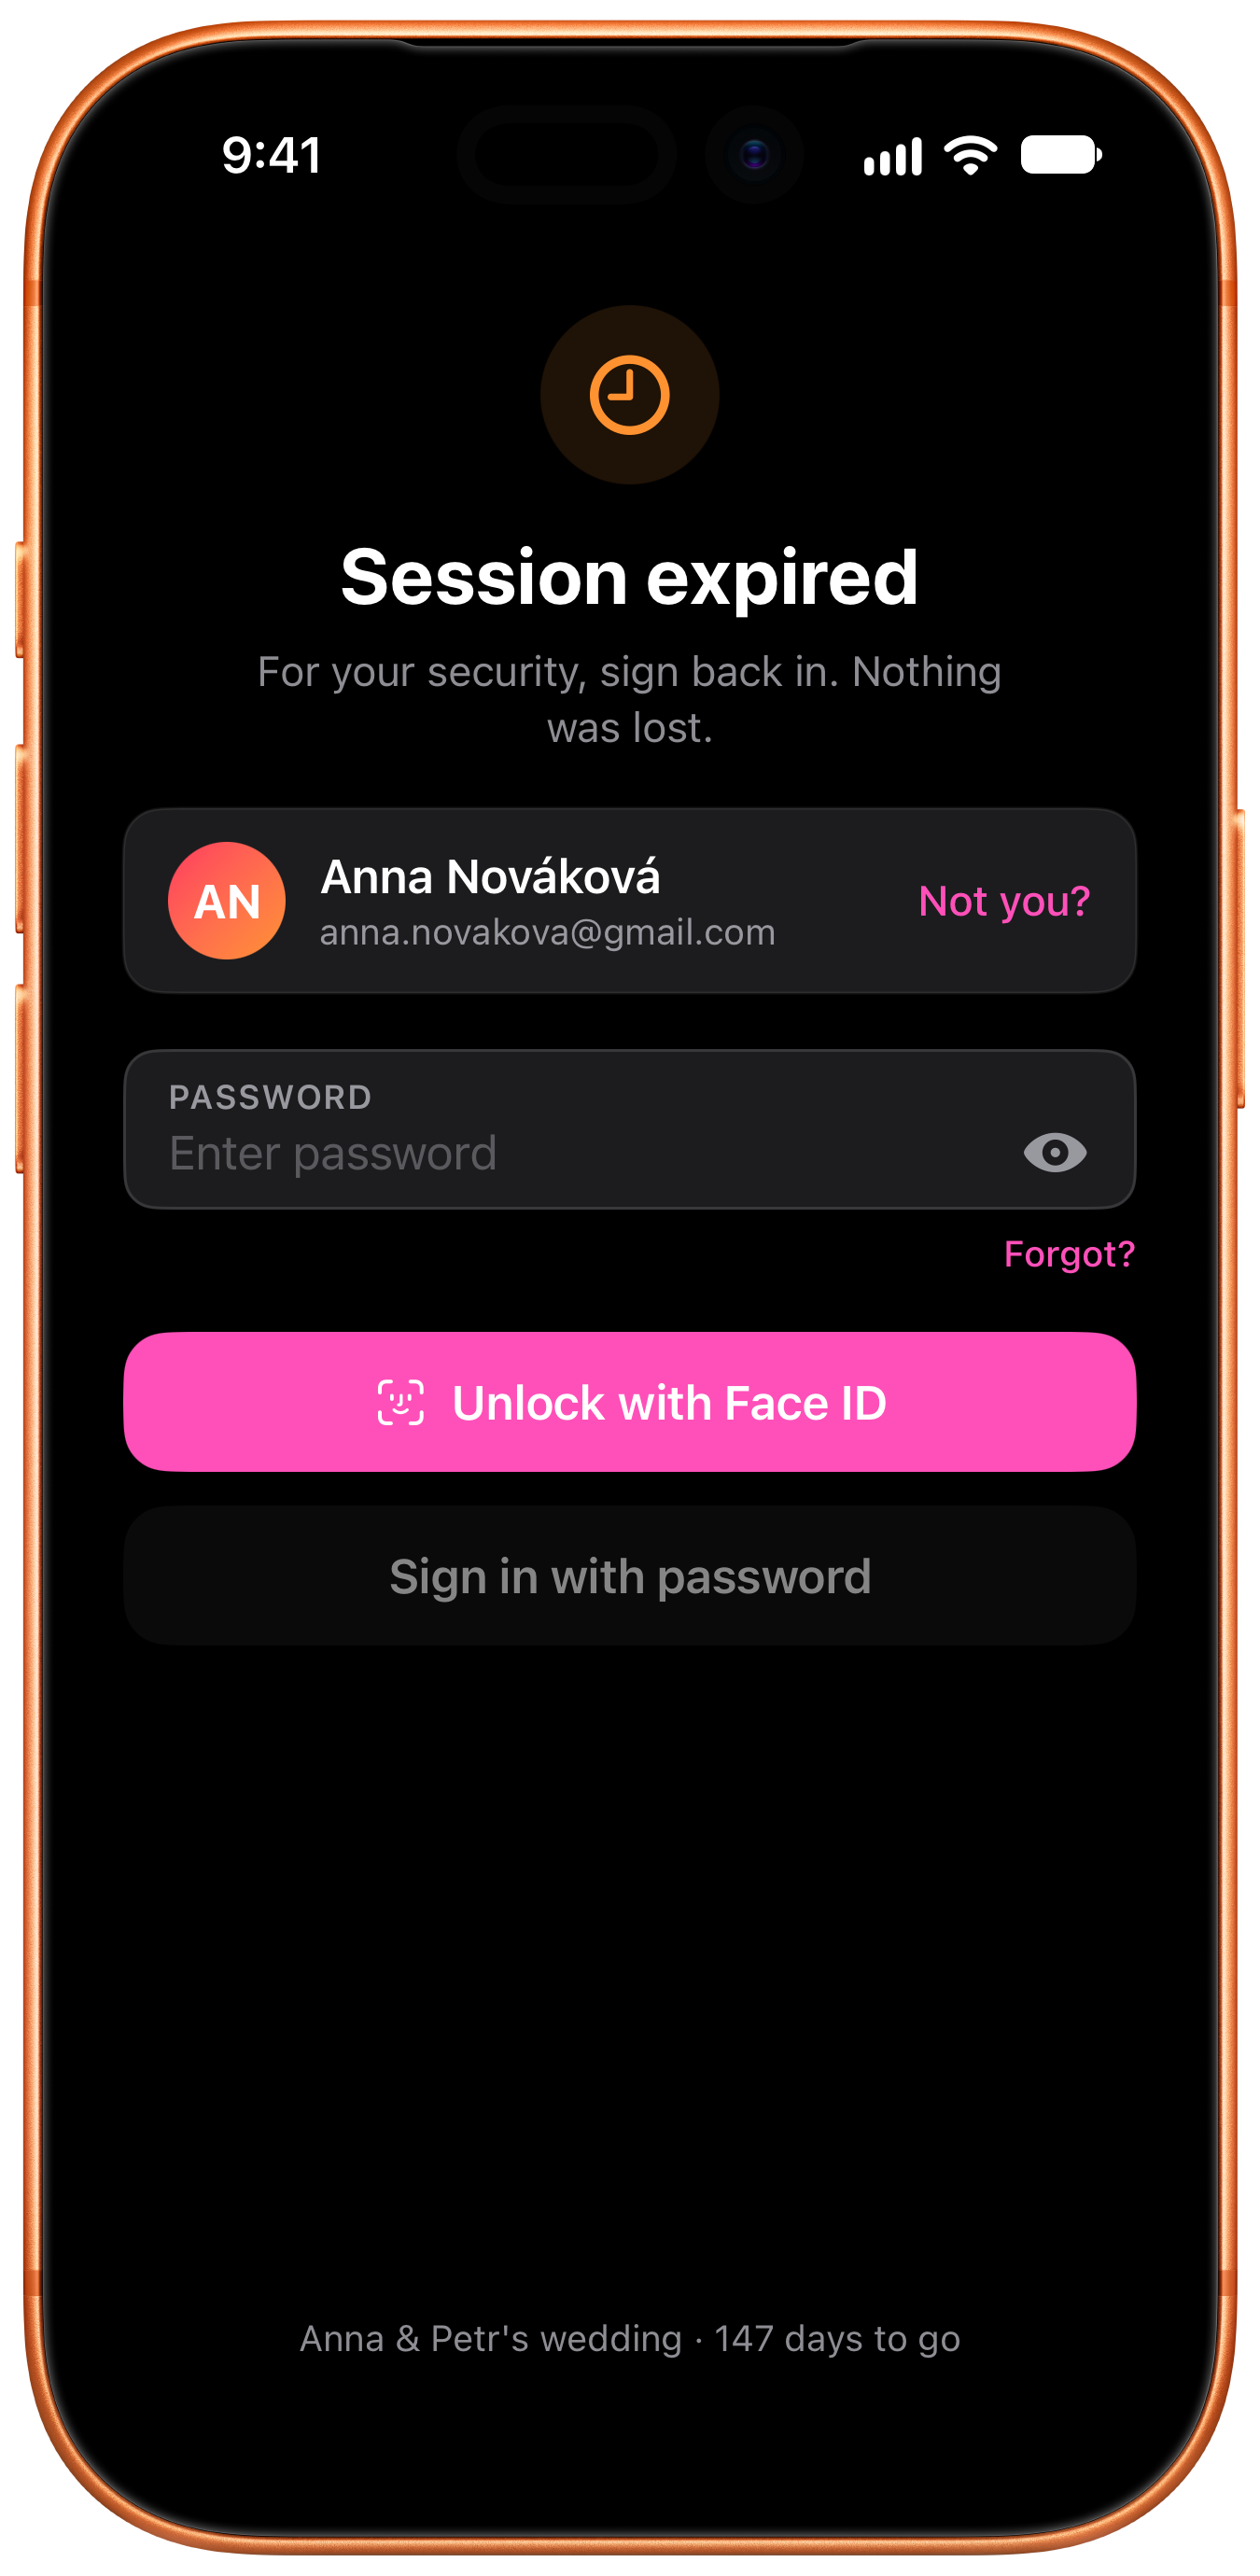 9:41
Session expired
For your security, sign back in. Nothing
was lost.
AN
Anna Nováková
anna.novakova@gmail.com
Not you?
PASSWORD
Enter password
Forgot?
Unlock with Face ID
Sign in with password
Anna & Petr's wedding · 147 days to go